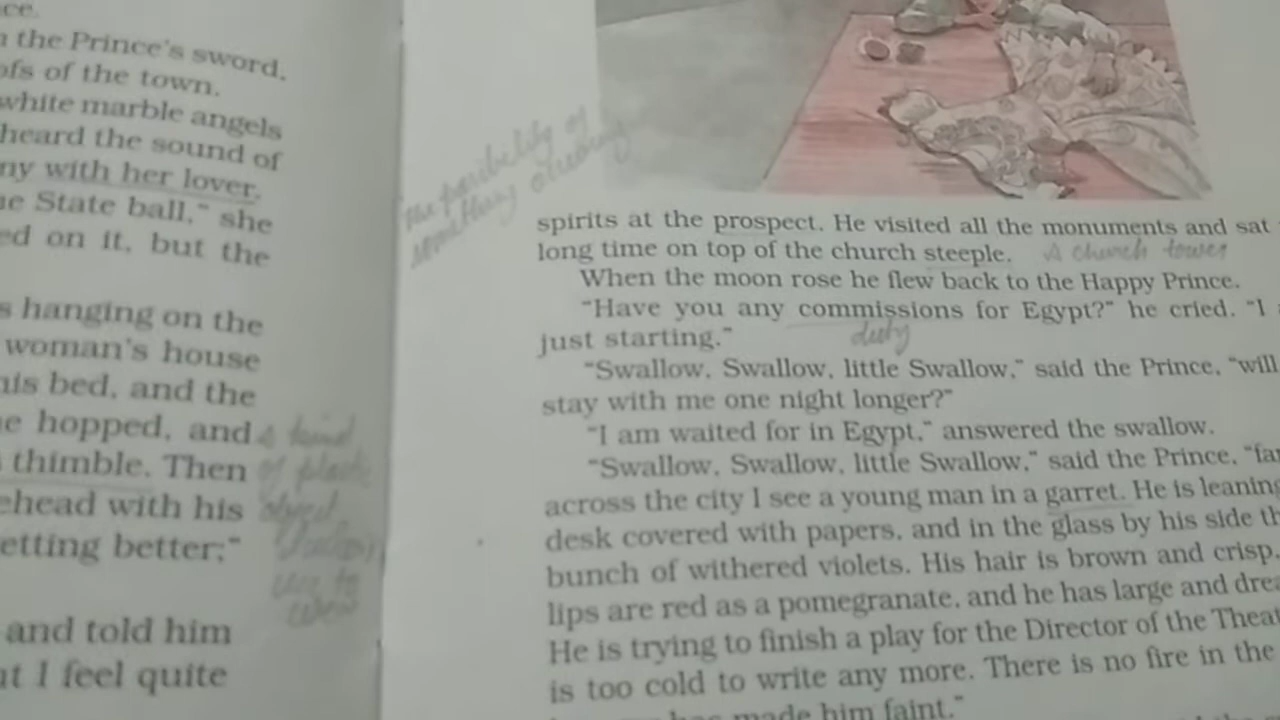 ce.
the Prince's sword,
ofs of the town.
white marble angels
heard the sound of
ny with her lover.
e State ball," she
ed on it, but the
s hanging on the
woman's house
his bed, and the
e hopped, and
thimble. Then
ehead with his
etting better;"
and told him
t I feel quite
The possibility of
something
spirits at the prospect. He visited all the monuments and sat
long time on top of the church steeple. A church tower
When the moon rose he flew back to the Happy Prince.
"Have you any commissions for Egypt?" he cried. "I
just starting."
duty
"Swallow, Swallow, little Swallow," said the Prince, "will
stay with me one night longer?"
"I am waited for in Egypt," answered the swallow.
"Swallow, Swallow, little Swallow," said the Prince, "far
across the city I see a young man in a garret. He is leaning
desk covered with papers, and in the glass by his side th
bunch of withered violets. His hair is brown and crisp,
lips are red as a pomegranate, and he has large and drea
He is trying to finish a play for the Director of the Theat
is too cold to write any more. There is no fire in the
has made him faint."